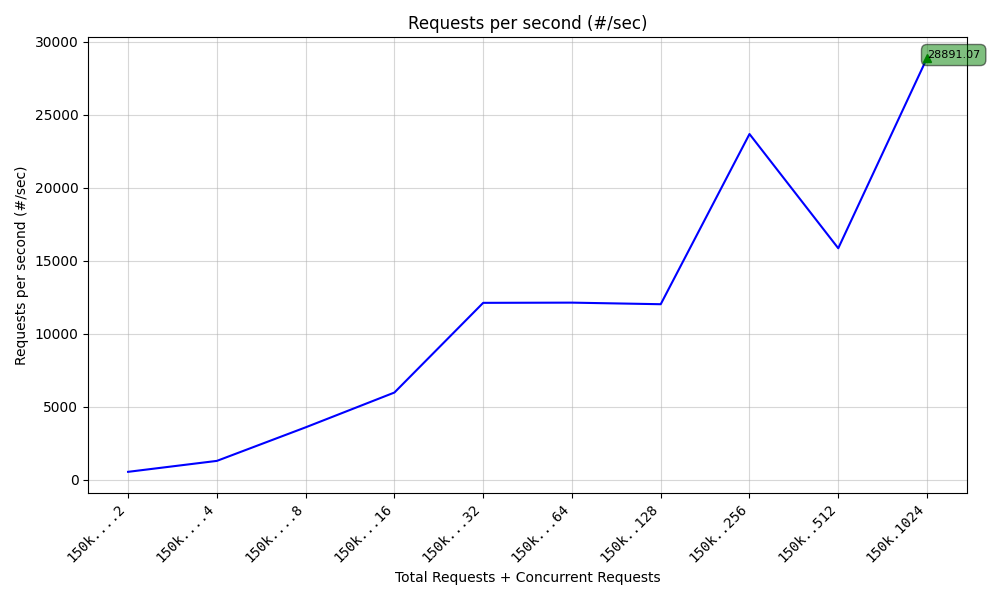 Requests per second (#/sec)
30000
25000
20000
15000
10000
5000
0
Requests per second (#/sec)
28891.07
150k....2
150k....4
150k....8
150k...16
150k...32
150k...64
150k..128
150k..256
150k..512
150k.1024
Total Requests + Concurrent Requests